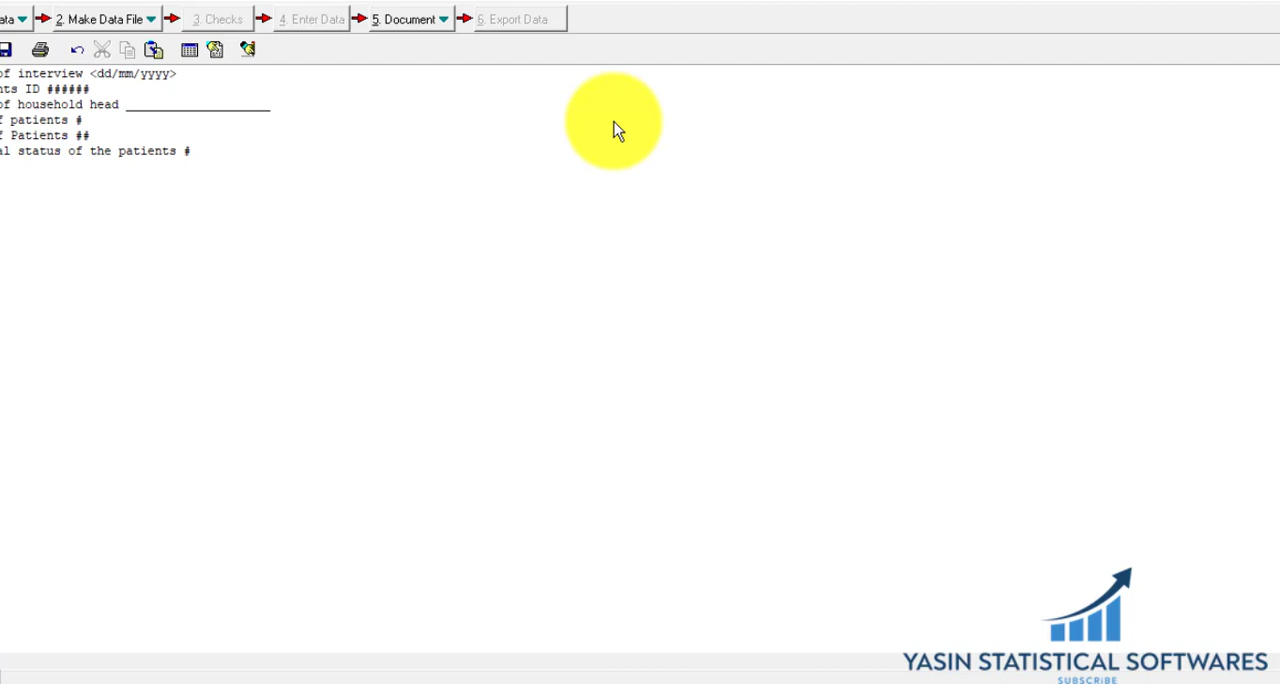 ata 2. Make Data File 3. Checks 4. Enter Data 5. Document 6. Export Data
of interview <dd/mm/yyyy>
nts ID ######
of household head ____________________
f patients #
f Patients ##
al status of the patients #
YASIN STATISTICAL SOFTWARES
SUBSCRIBE